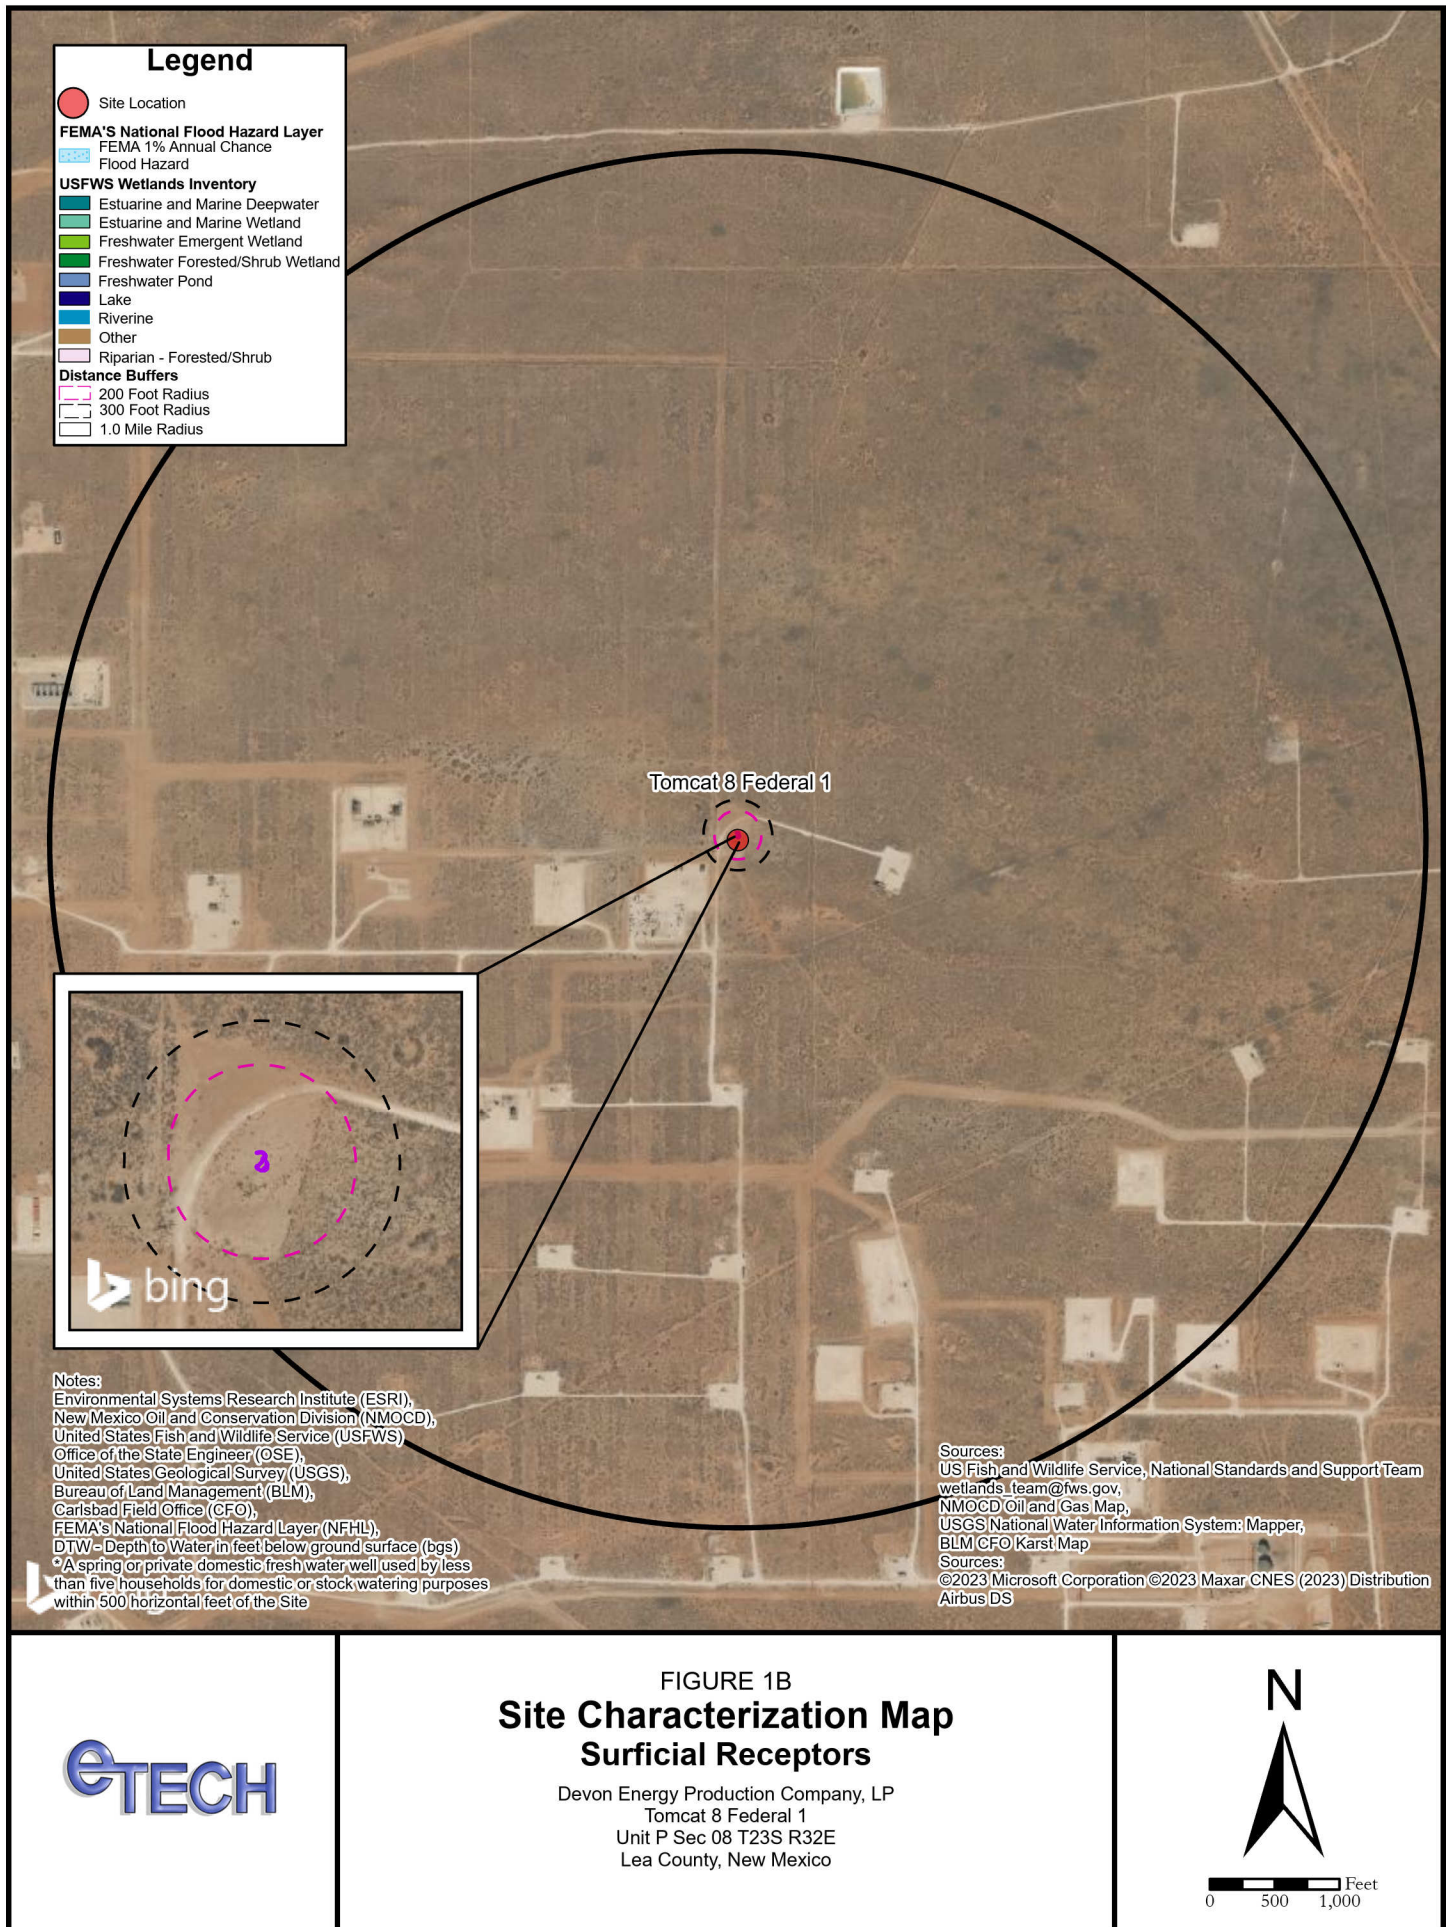 Legend
Site Location
FEMA'S National Flood Hazard Layer
FEMA 1% Annual Chance
Flood Hazard
USFWS Wetlands Inventory
Estuarine and Marine Deepwater
Estuarine and Marine Wetland
Freshwater Emergent Wetland
Freshwater Forested/Shrub Wetland
Freshwater Pond
Lake
Riverine
Other
Riparian - Forested/Shrub
Distance Buffers
200 Foot Radius
300 Foot Radius
1.0 Mile Radius
Tomcat 8 Federal 1
bing
Notes:
Environmental Systems Research Institute (ESRI),
New Mexico Oil and Conservation Division (NMOCD),
United States Fish and Wildlife Service (USFWS)
Office of the State Engineer (OSE),
United States Geological Survey (USGS),
Bureau of Land Management (BLM),
Carlsbad Field Office (CFO),
FEMA's National Flood Hazard Layer (NFHL),
DTW - Depth to Water in feet below ground surface (bgs)
* A spring or private domestic fresh water well used by less
than five households for domestic or stock watering purposes
within 500 horizontal feet of the Site
Sources:
US Fish and Wildlife Service, National Standards and Support Team
wetlands_team@fws.gov,
NMOCD Oil and Gas Map,
USGS National Water Information System: Mapper,
BLM CFO Karst Map
Sources:
©2023 Microsoft Corporation ©2023 Maxar CNES (2023) Distribution
Airbus DS
eTECH
FIGURE 1B
Site Characterization Map
Surficial Receptors
Devon Energy Production Company, LP
Tomcat 8 Federal 1
Unit P Sec 08 T23S R32E
Lea County, New Mexico
N
Feet
0 500 1,000